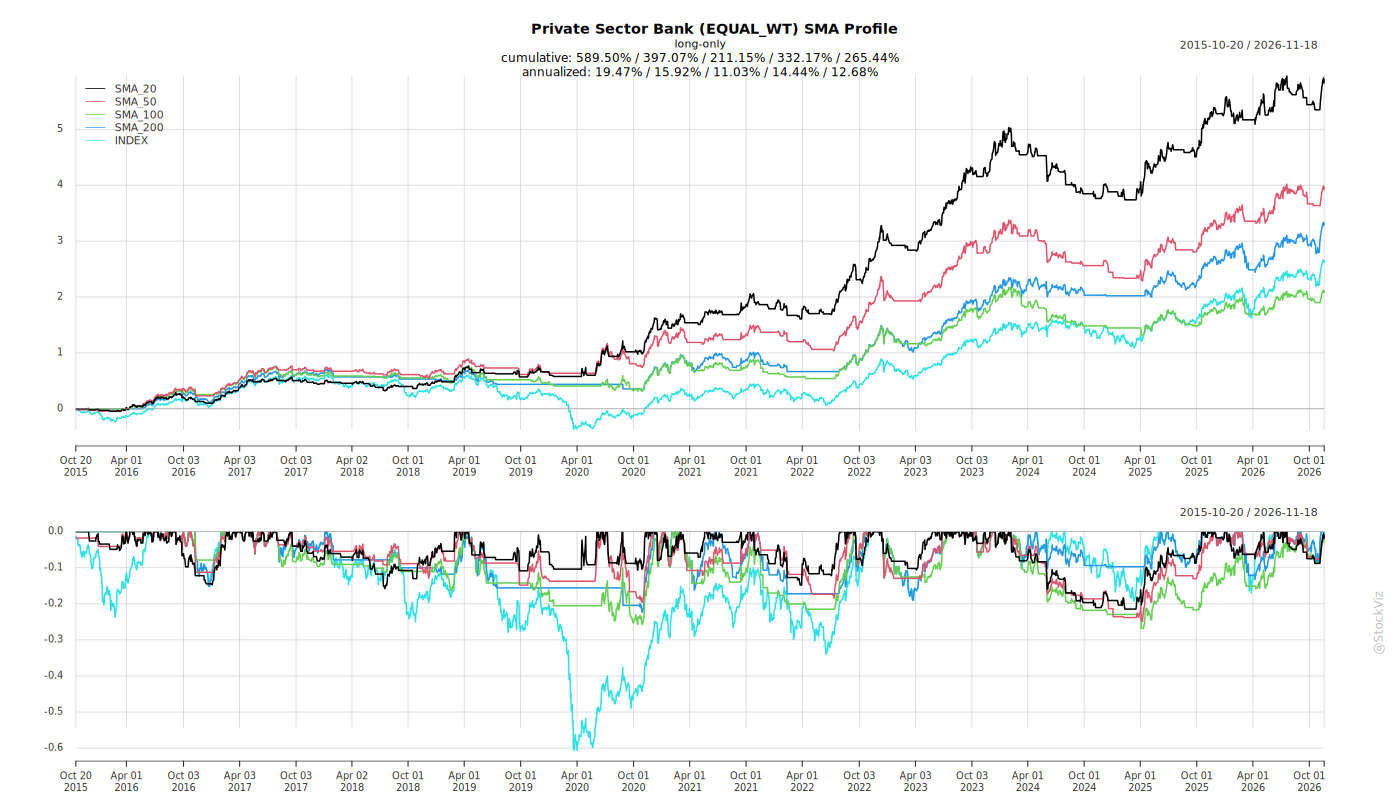 Private Sector Bank (EQUAL_WT) SMA Profile
long-only
2015-10-20 / 2026-11-18
cumulative: 589.50% / 397.07% / 211.15% / 332.17% / 265.44%
annualized: 19.47% / 15.92% / 11.03% / 14.44% / 12.68%
SMA_20
SMA_50
SMA_100
SMA_200
INDEX
5
4
3
2
1
0
Oct 20 Apr 01 Oct 03 Apr 03 Oct 03 Apr 02 Oct 01 Apr 01 Oct 01 Apr 01 Oct 01 Apr 01 Oct 01 Apr 01 Oct 03 Apr 03 Oct 03 Apr 01 Oct 01 Apr 01 Oct 01 Apr 01 Oct 01
2015 2016 2016 2017 2017 2018 2018 2019 2019 2020 2020 2021 2021 2022 2022 2023 2023 2024 2024 2025 2025 2026 2026
2015-10-20 / 2026-11-18
0.0
-0.1
-0.2
-0.3
-0.4
-0.5
-0.6
Oct 20 Apr 01 Oct 03 Apr 03 Oct 03 Apr 02 Oct 01 Apr 01 Oct 01 Apr 01 Oct 01 Apr 01 Oct 01 Apr 01 Oct 03 Apr 03 Oct 03 Apr 01 Oct 01 Apr 01 Oct 01 Apr 01 Oct 01
2015 2016 2016 2017 2017 2018 2018 2019 2019 2020 2020 2021 2021 2022 2022 2023 2023 2024 2024 2025 2025 2026 2026
@StockViz